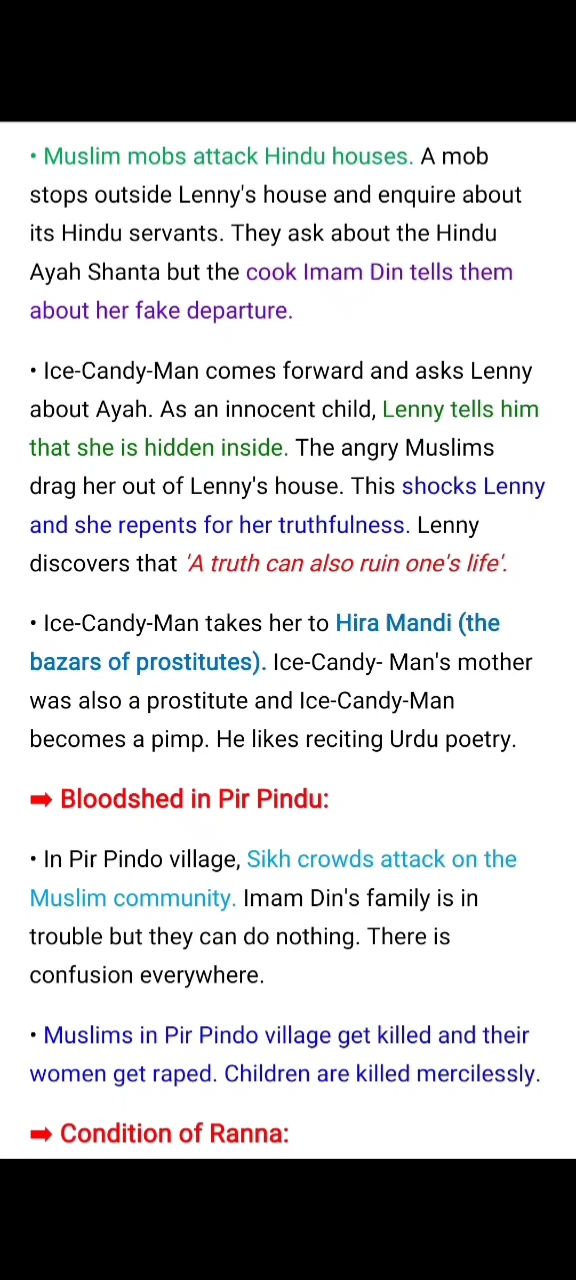 • Muslim mobs attack Hindu houses. A mob
stops outside Lenny's house and enquire about
its Hindu servants. They ask about the Hindu
Ayah Shanta but the cook Imam Din tells them
about her fake departure.
• Ice-Candy-Man comes forward and asks Lenny
about Ayah. As an innocent child, Lenny tells him
that she is hidden inside. The angry Muslims
drag her out of Lenny's house. This shocks Lenny
and she repents for her truthfulness. Lenny
discovers that 'A truth can also ruin one's life'.
• Ice-Candy-Man takes her to Hira Mandi (the
bazars of prostitutes). Ice-Candy- Man's mother
was also a prostitute and Ice-Candy-Man
becomes a pimp. He likes reciting Urdu poetry.
➡ Bloodshed in Pir Pindu:
• In Pir Pindo village, Sikh crowds attack on the
Muslim community. Imam Din's family is in
trouble but they can do nothing. There is
confusion everywhere.
• Muslims in Pir Pindo village get killed and their
women get raped. Children are killed mercilessly.
➡ Condition of Ranna: